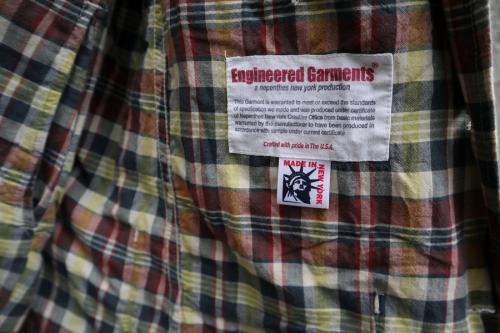 Engineered Garments®
a nepenthes new york production
This Garment is warranted to meet or exceed the standards
of specification we made and was produced under certificate
of Nepenthes New York Creative Office from basic materials
warranted by the manufacturer to have been produced in
accordance with sample under current certificate.
Crafted with pride in The U.S.A.
MADE IN
NEW YORK